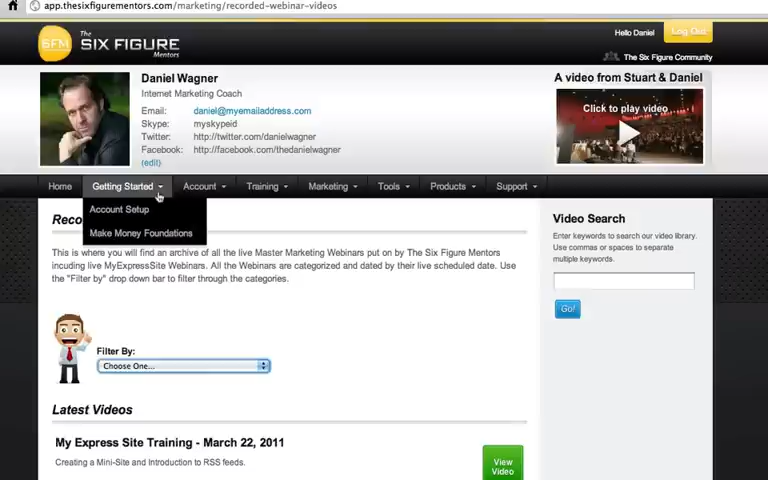 app.thesixfigurementors.com/marketing/recorded-webinar-videos
Hello Daniel
Log Out
SFM
The
SIX FIGURE
Mentors
The Six Figure Community
Daniel Wagner
Internet Marketing Coach
Email: daniel@myemailaddress.com
Skype: myskypeid
Twitter: http://twitter.com/danielwagner
Facebook: http://facebook.com/thedanielwagner
(edit)
A video from Stuart & Daniel
Click to play video
Home Getting Started Account Training Marketing Tools Products Support
Account Setup
Make Money Foundations
This is where you will find an archive of all the live Master Marketing Webinars put on by The Six Figure Mentors
incuding live MyExpressSite Webinars. All the Webinars are categorized and dated by their live scheduled date. Use
the "Filter by" drop down bar to filter through the categories.
Filter By:
Choose One...
Latest Videos
My Express Site Training - March 22, 2011
Creating a Mini-Site and Introduction to RSS feeds.
View
Video
Video Search
Enter keywords to search our video library.
Use commas or spaces to separate
multiple keywords.
Go!